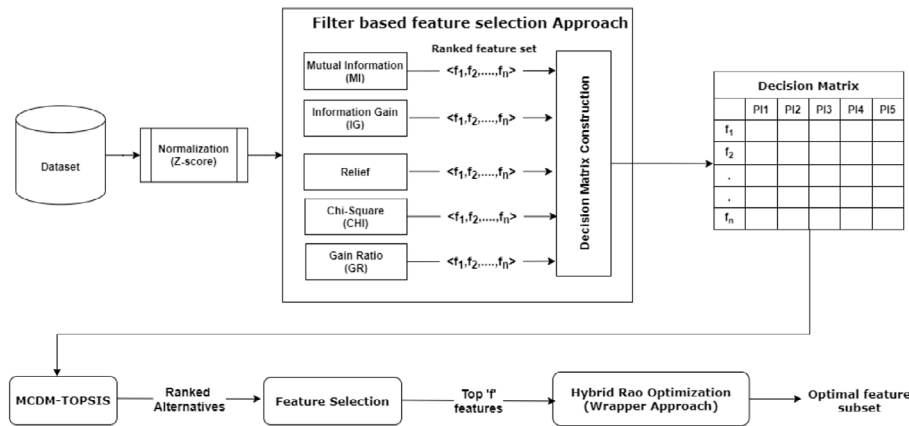 Filter based feature selection Approach
Ranked feature set
Mutual Information
(MI)
<f1,f2,....,fn>
Information Gain
(IG)
<f1,f2,....,fn>
Relief
<f1,f2,....,fn>
Chi-Square
(CHI)
<f1,f2,....,fn>
Gain Ratio
(GR)
<f1,f2,....,fn>
Dataset
Normalization
(Z-score)
Decision Matrix Construction
Decision Matrix
PI1 PI2 PI3 PI4 PI5
f1
f2
.
.
fn
MCDM-TOPSIS
Ranked
Alternatives
Feature Selection
Top 'f'
features
Hybrid Rao Optimization
(Wrapper Approach)
Optimal feature
subset